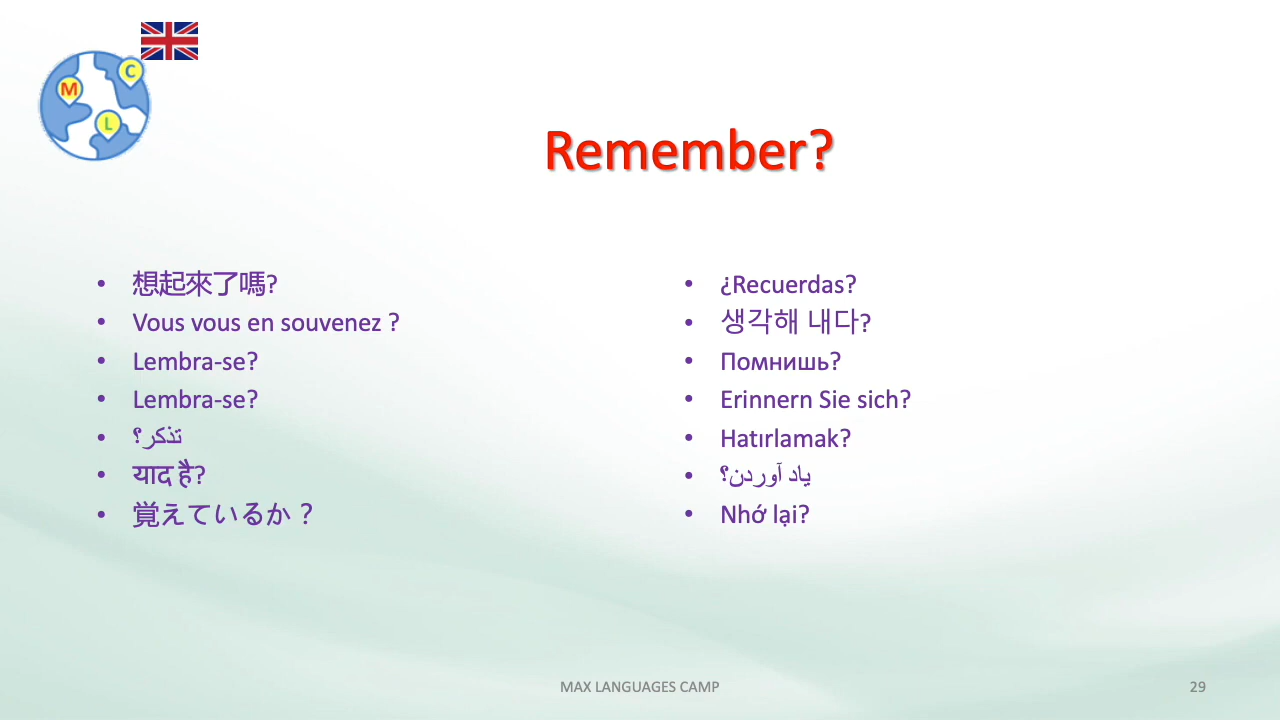 C
M
L
Remember?
• 想起來了嗎?
• Vous vous en souvenez ?
• Lembra-se?
• Lembra-se?
• تذكر؟
• याद है?
• 覚えているか？
• ¿Recuerdas?
• 생각해 내다?
• Помнишь?
• Erinnern Sie sich?
• Hatırlamak?
• یاد آوردن؟
• Nhớ lại?
MAX LANGUAGES CAMP
29